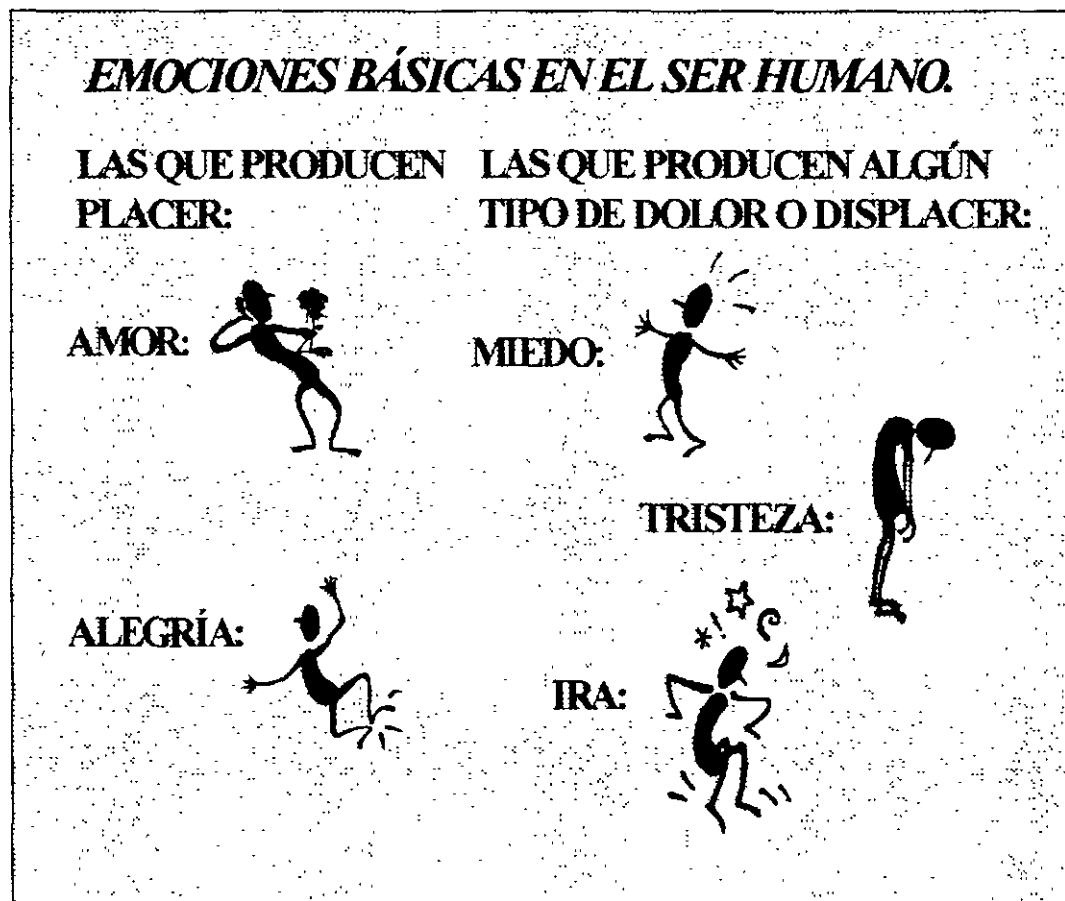 EMOCIONES BÁSICAS EN EL SER HUMANO.
LAS QUE PRODUCEN
PLACER:
AMOR:
ALEGRÍA:
LAS QUE PRODUCEN ALGÚN
TIPO DE DOLOR O DISPLACER:
MIEDO:
TRISTEZA:
IRA: